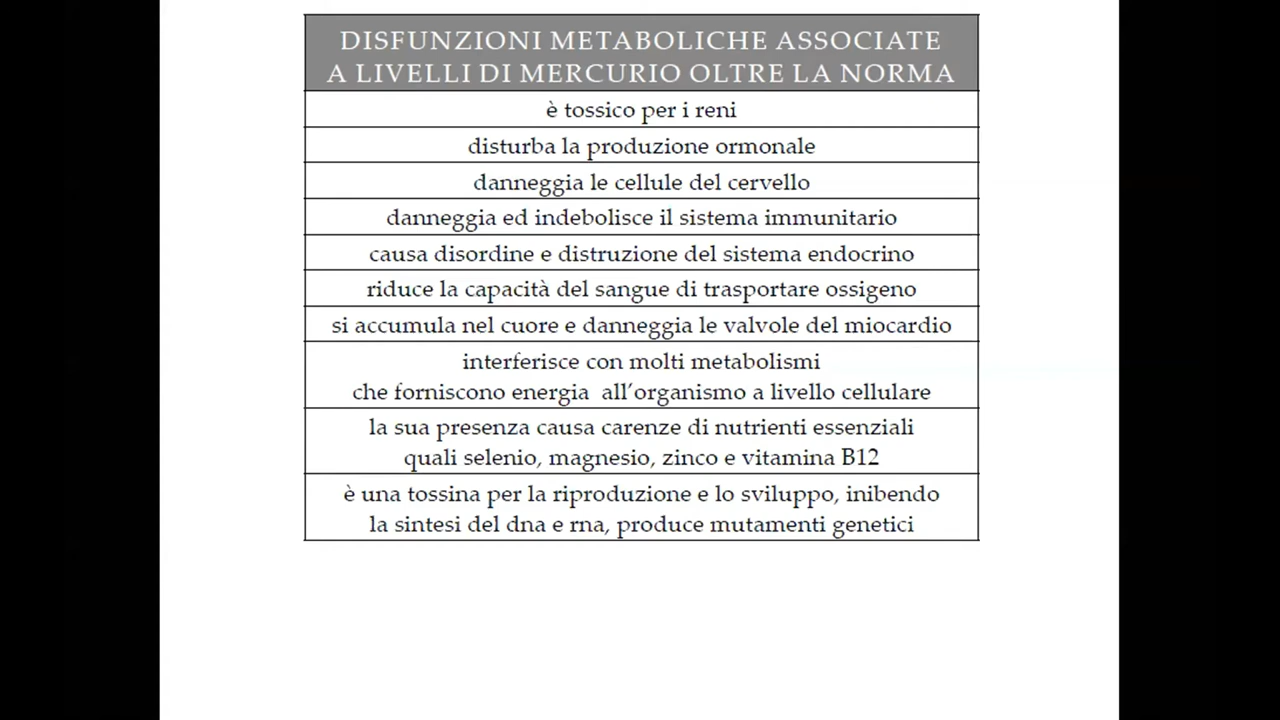 DISFUNZIONI METABOLICHE ASSOCIATE
A LIVELLI DI MERCURIO OLTRE LA NORMA
è tossico per i reni
disturba la produzione ormonale
danneggia le cellule del cervello
danneggia ed indebolisce il sistema immunitario
causa disordine e distruzione del sistema endocrino
riduce la capacità del sangue di trasportare ossigeno
si accumula nel cuore e danneggia le valvole del miocardio
interferisce con molti metabolismi
che forniscono energia all’organismo a livello cellulare
la sua presenza causa carenze di nutrienti essenziali
quali selenio, magnesio, zinco e vitamina B12
è una tossina per la riproduzione e lo sviluppo, inibendo
la sintesi del dna e rna, produce mutamenti genetici